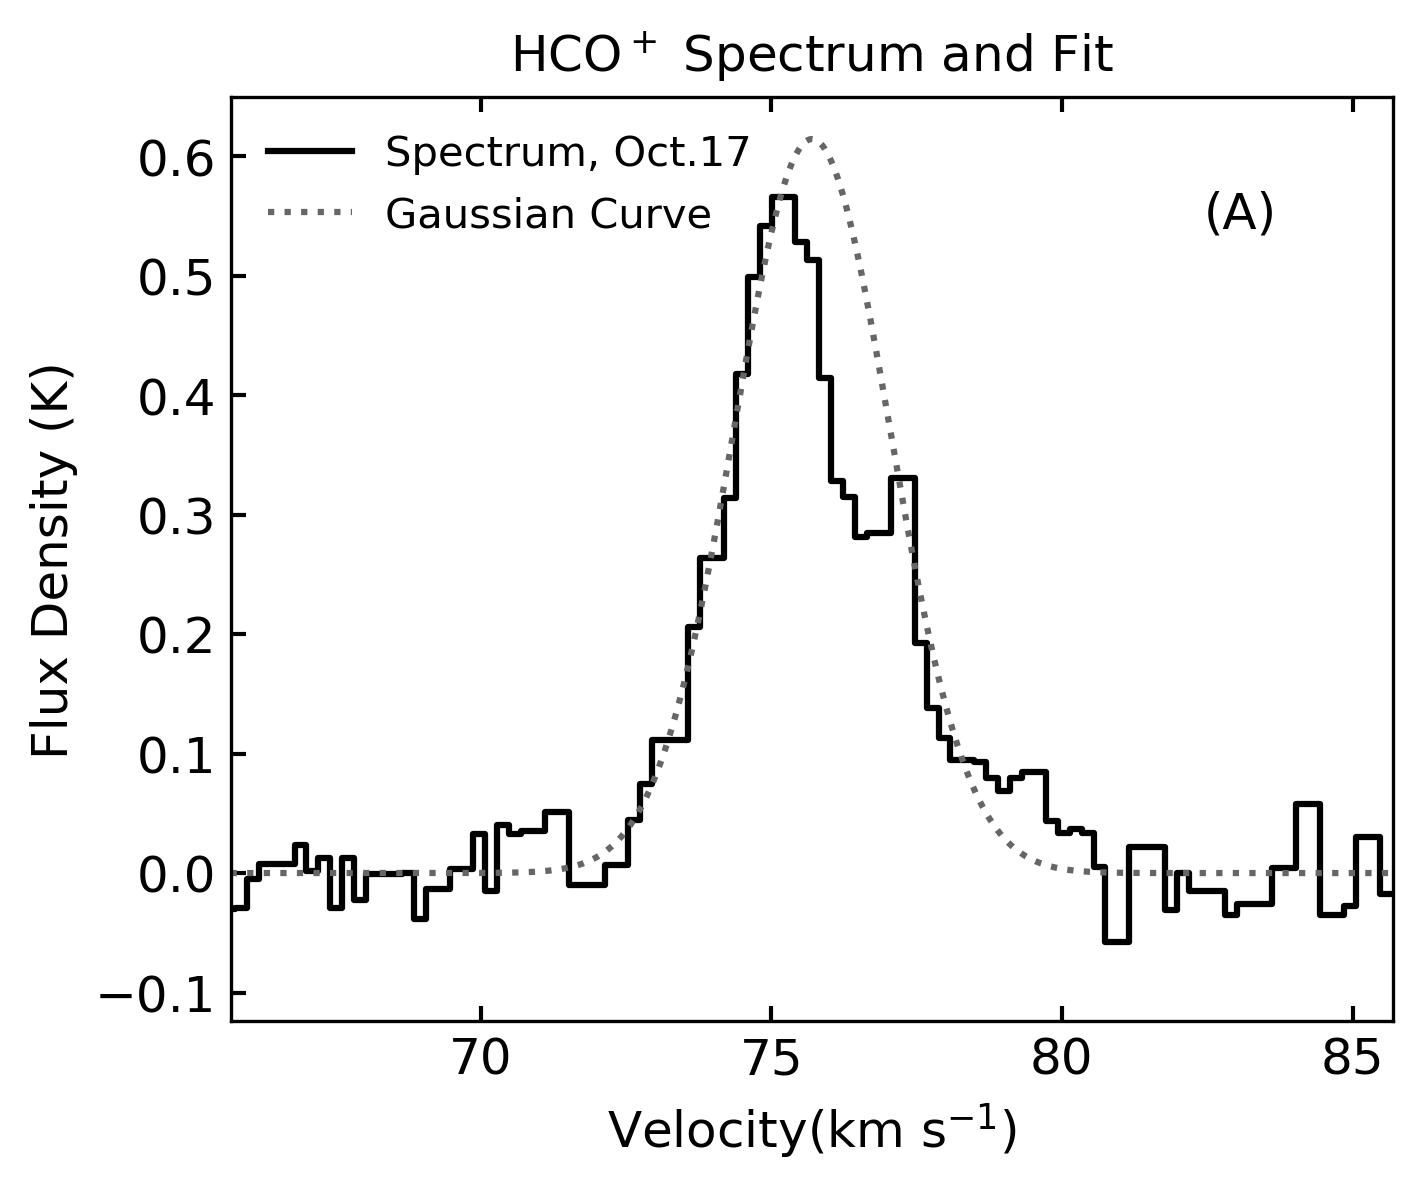 HCO⁺ Spectrum and Fit
Spectrum, Oct.17
Gaussian Curve
(A)
Flux Density (K)
0.6
0.5
0.4
0.3
0.2
0.1
0.0
−0.1
70 75 80 85
Velocity(km s⁻¹)